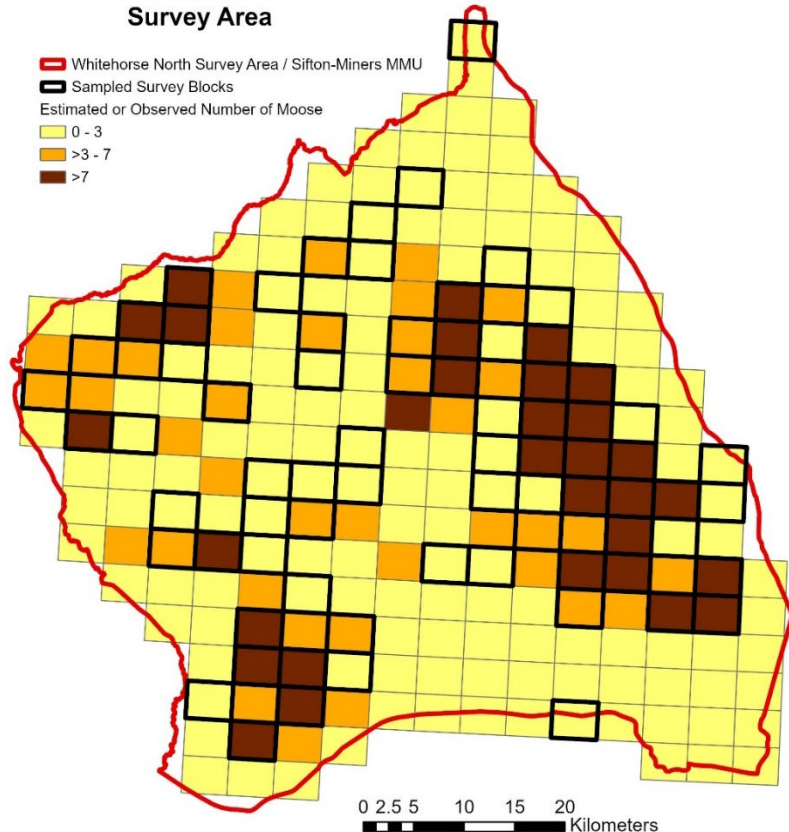 Survey Area
Whitehorse North Survey Area / Sifton-Miners MMU
Sampled Survey Blocks
Estimated or Observed Number of Moose
0 - 3
>3 - 7
>7
0 2.5 5 10 15 20
Kilometers